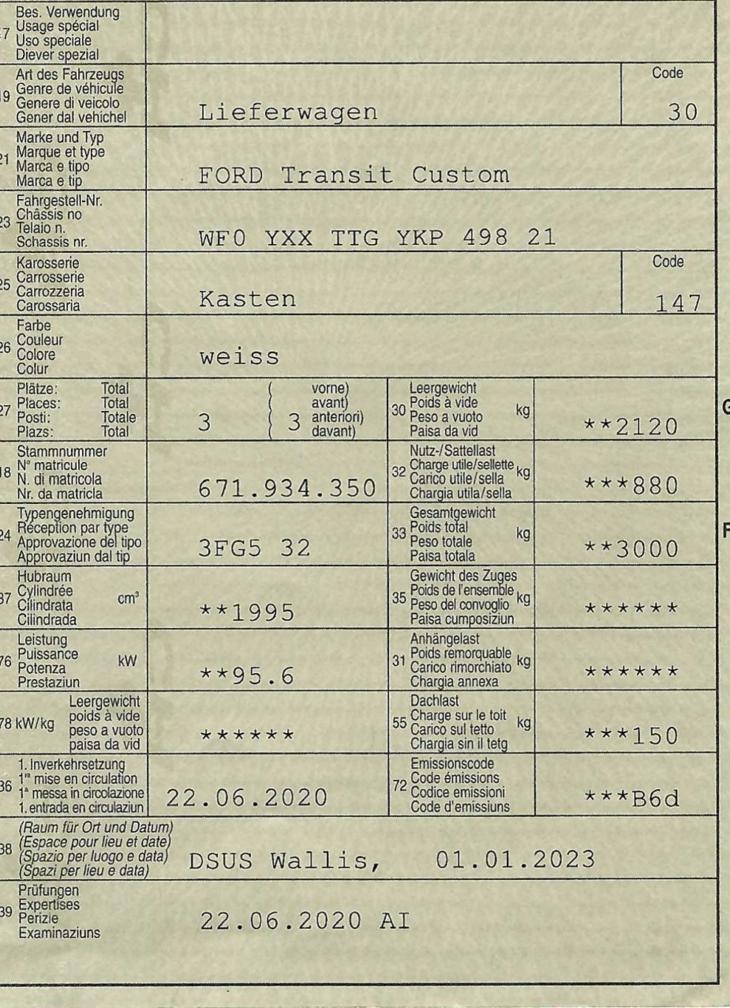 Bes. Verwendung
7 Usage spécial
Uso speciale
Diever spezial
Art des Fahrzeugs
19 Genre de véhicule
Genere di veicolo
Gener dal vehichel
Lieferwagen
Code
30
Marke und Typ
21 Marque et type
Marca e tipo
Marca e tip
FORD Transit Custom
Fahrgestell-Nr.
23 Châssis no
Telaio n.
Schassis nr.
WF0 YXX TTG YKP 498 21
Karosserie
25 Carrosserie
Carrozzeria
Carossaria
Kasten
Code
147
Farbe
26 Couleur
Colore
Colur
weiss
Plätze: Total
27 Places: Total
Posti: Totale
Plazs: Total
3 ( 3 vorne)
( avant)
( anteriori)
( davant)
Leergewicht
30 Poids à vide kg
Peso a vuoto
Paisa da vid
**2120
G
Stammnummer
18 N° matricule
N. di matricola
Nr. da matricla
671.934.350
Nutz-/Sattellast
32 Charge utile/sellette kg
Carico utile/sella
Chargia utila/sella
***880
Typengenehmigung
24 Réception par type
Approvazione del tipo
Approvaziun dal tip
3FG5 32
Gesamtgewicht
33 Poids total kg
Peso totale
Paisa totala
**3000
F
Hubraum
37 Cylindrée cm³
Cilindrata
Cilindrada
**1995
Gewicht des Zuges
35 Poids de l'ensemble kg
Peso del convoglio
Paisa cumposiziun
******
Leistung
76 Puissance kW
Potenza
Prestaziun
**95.6
Anhängelast
31 Poids remorquable kg
Carico rimorchiato
Chargia annexa
******
Leergewicht
78 kW/kg poids à vide
peso a vuoto
paisa da vid
******
Dachlast
55 Charge sur le toit kg
Carico sul tetto
Chargia sin il tetg
***150
1. Inverkehrsetzung
36 1re mise en circulation
1a messa in circolazione
1. entrada en circulaziun
22.06.2020
Emissionscode
72 Code émissions
Codice emissioni
Code d'emissiuns
***B6d
(Raum für Ort und Datum)
38 (Espace pour lieu et date)
(Spazio per luogo e data)
(Spazi per lieu e data)
DSUS Wallis, 01.01.2023
Prüfungen
39 Expertises
Perizie
Examinaziuns
22.06.2020 AI